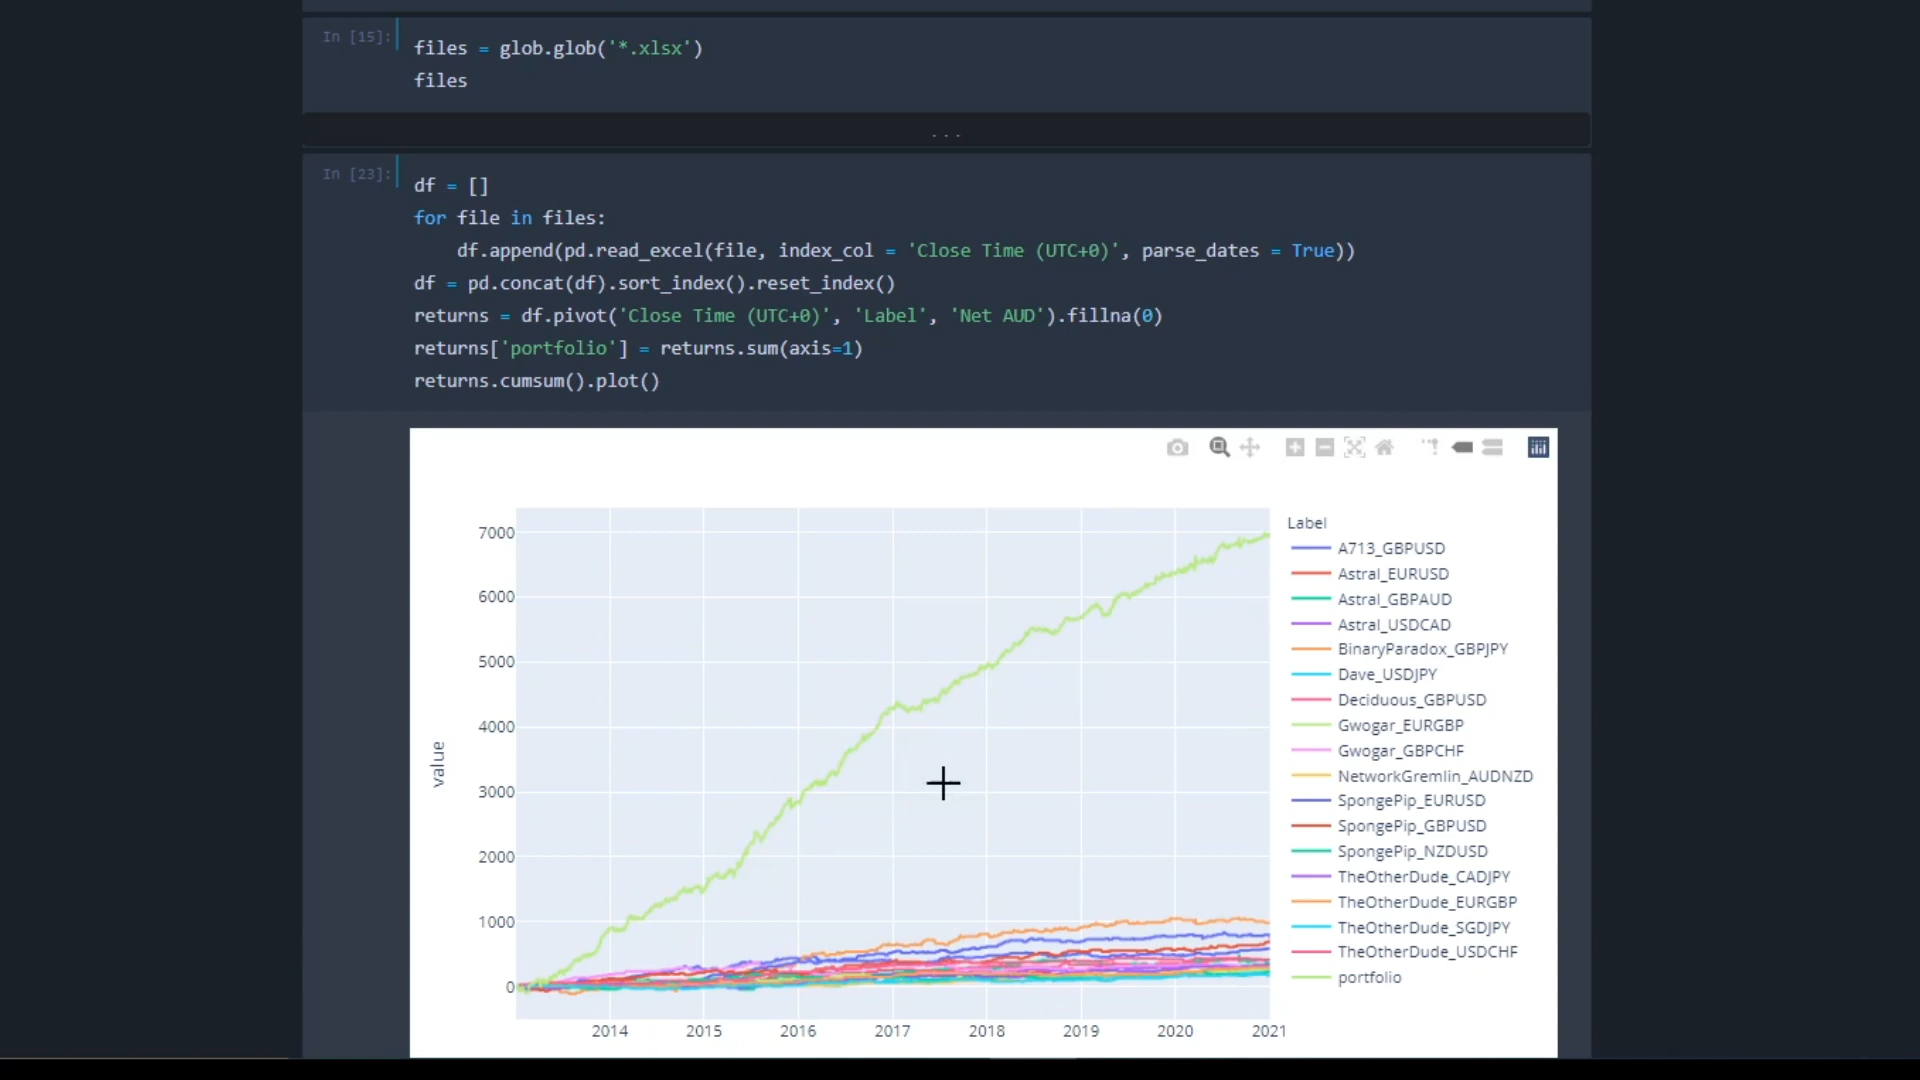 In [15]:
files = glob.glob('*.xlsx')
files
...
In [23]:
df = []
for file in files:
    df.append(pd.read_excel(file, index_col = 'Close Time (UTC+0)', parse_dates = True))
df = pd.concat(df).sort_index().reset_index()
returns = df.pivot('Close Time (UTC+0)', 'Label', 'Net AUD').fillna(0)
returns['portfolio'] = returns.sum(axis=1)
returns.cumsum().plot()
value
7000
6000
5000
4000
3000
2000
1000
0
2014 2015 2016 2017 2018 2019 2020 2021
Label
A713_GBPUSD
Astral_EURUSD
Astral_GBPAUD
Astral_USDCAD
BinaryParadox_GBPJPY
Dave_USDJPY
Deciduous_GBPUSD
Gwogar_EURGBP
Gwogar_GBPCHF
NetworkGremlin_AUDNZD
SpongePip_EURUSD
SpongePip_GBPUSD
SpongePip_NZDUSD
TheOtherDude_CADJPY
TheOtherDude_EURGBP
TheOtherDude_SGDJPY
TheOtherDude_USDCHF
portfolio